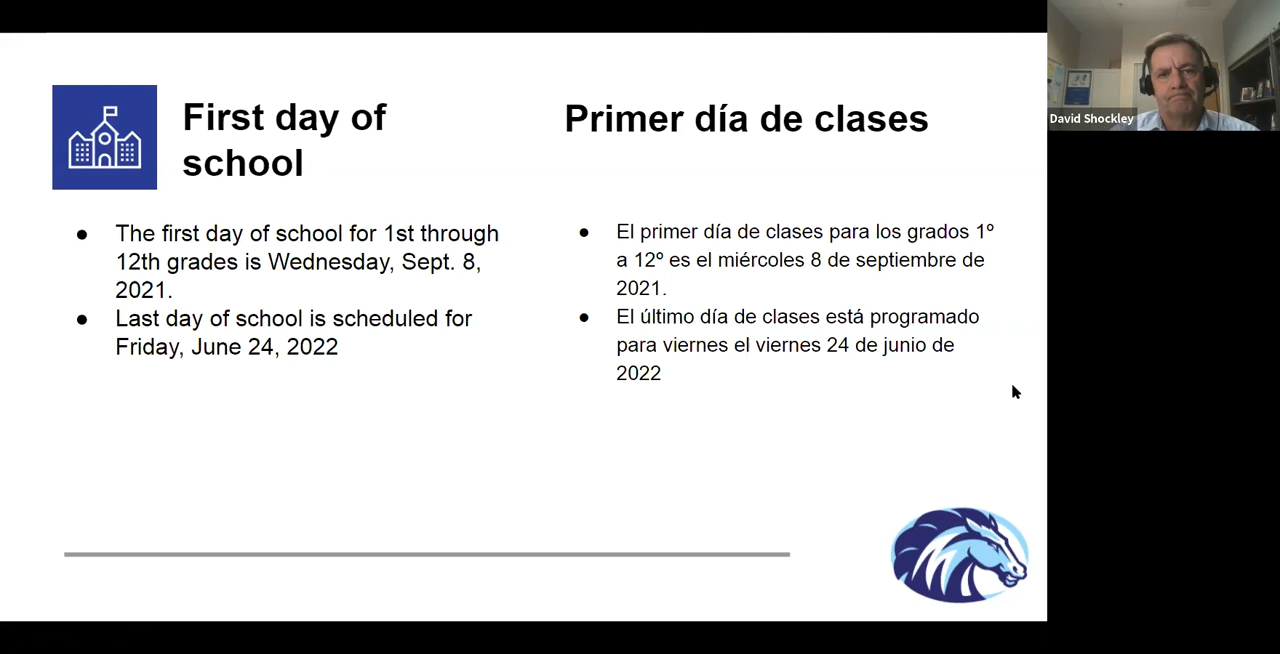 First day of
school
Primer día de clases
● The first day of school for 1st through
12th grades is Wednesday, Sept. 8,
2021.
● Last day of school is scheduled for
Friday, June 24, 2022
● El primer día de clases para los grados 1º
a 12º es el miércoles 8 de septiembre de
2021.
● El último día de clases está programado
para viernes el viernes 24 de junio de
2022
David Shockley